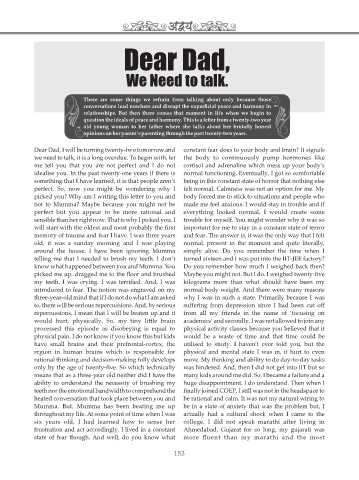 अद्वय
Dear Dad,
We Need to talk.
There are some things we refrain from talking about only because those
conversations lead nowhere and disrupt the superficial peace and harmony in
relationships. But then there comes that moment in life when we begin to
question the ideals of peace and harmony. This is a letter from a twenty-two year
old young woman to her father where she talks about her brutally honest
opinions on her parent's parenting through the past twenty-two years.
Dear Dad, I will be turning twenty-two tomorrow and
we need to talk, it is a long overdue. To begin with, let
me tell you that you are not perfect and I do not
idealise you. In the past twenty-one years if there is
something that I have learned, it is that people aren't
perfect. So, now you might be wondering why I
picked you? Why am I writing this letter to you and
not to Mumma? Maybe because you might not be
perfect but you appear to be more rational and
sensible than her right now. That is why I picked you. I
will start with the oldest and most probably the first
memory of trauma and fear I have. I was three years
old, it was a sunday morning and I was playing
around the house. I have been ignoring Mumma
telling me that I needed to brush my teeth. I don't
know what happened between you and Mumma. You
picked me up, dragged me to the floor and brushed
my teeth. I was crying. I was terrified. And, I was
introduced to fear. The notion was engraved on my
three-year-old mind that if I do not do what I am asked
to, there will be serious repercussions. And, by serious
repercussions, I mean that I will be beaten up and it
would hurt, physically. So, my tiny little brain
processed this episode as disobeying is equal to
physical pain. I do not know if you know this but kids
have small brains and their prefrontal-cortex, the
region in human brains which is responsible for
rational thinking and decision-making fully develops
only by the age of twenty-five. So which technically
means that as a three-year old neither did I have the
ability to understand the necessity of brushing my
teeth nor the emotional bandwidth to comprehend the
heated conversation that took place between you and
Mumma. But, Mumma has been beating me up
throughout my life. At some point of time when I was
six years old, I had learned how to sense her
frustration and act accordingly. I lived in a constant
state of fear though. And well, do you know what
constant fear does to your body and brain? It signals
the body to continuously pump hormones like
cortisol and adrenaline which mess up your body's
normal functioning. Eventually, I got so comfortable
being in this constant state of horror that nothing else
felt normal. Calmness was not an option for me. My
body forced me to stick to situations and people who
made me feel anxious. I would stay in trouble and if
everything looked normal, I would create some
trouble for myself. You might wonder why it was so
important for me to stay in a constant state of terror
and fear. The answer is, it was the only way that I felt
normal, present in the moment and quite literally,
simply alive. Do you remember the time when I
turned sixteen and I was put into the IIT-JEE factory?
Do you remember how much I weighed back then?
Maybe you might not. But I do. I weighed twenty-five
kilograms more than what should have been my
normal body weight. And there were many reasons
why I was in such a state. Primarily because I was
suffering from depression since I had been cut off
from all my friends in the name of 'focusing on
academics' and secondly, I was not allowed to join any
physical activity classes because you believed that it
would be a waste of time and that time could be
utilised to study. I haven't ever told you, but the
physical and mental state I was in, it hurt to even
move. My thinking and ability to do day-to-day tasks
was hindered. And, then I did not get into IIT but so
many kids around me did. So, I became a failure and a
huge disappointment. I do understand. Then when I
finally joined COEP, I still was not in the headspace to
be rational and calm. It was not my natural wiring to
be in a state of anxiety that was the problem but, I
actually had a cultural shock when I came to the
college. I did not speak marathi after living in
Ahmedabad, Gujarat for so long, my gujarati was
more fluent than my marathi and the most
153